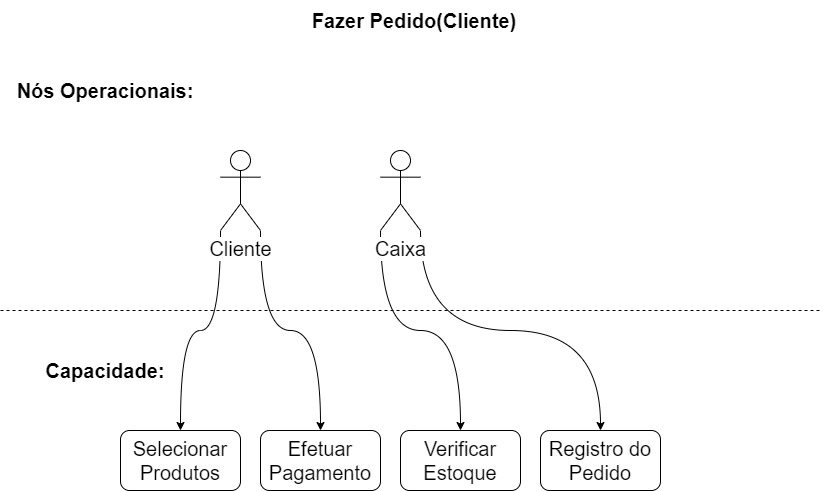 Fazer Pedido(Cliente)
Nós Operacionais:
Cliente
Caixa
Capacidade:
Selecionar
Produtos
Efetuar
Pagamento
Verificar
Estoque
Registro do
Pedido